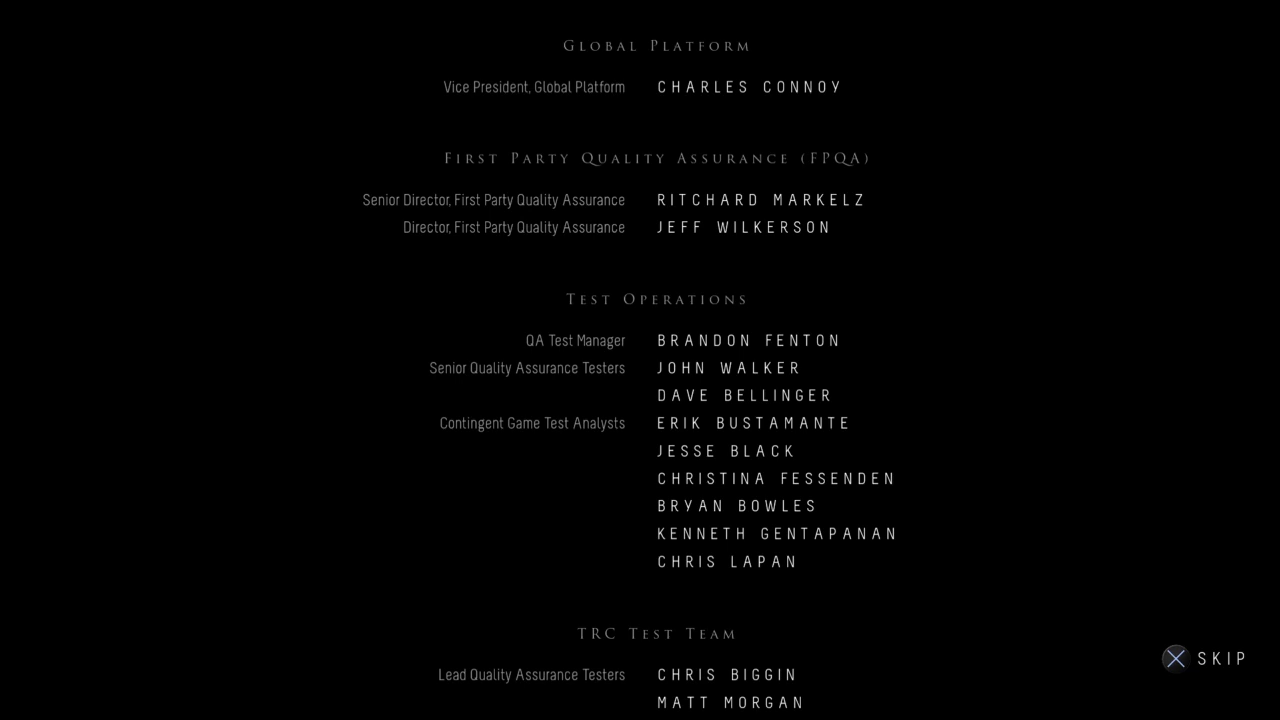 GLOBAL PLATFORM
Vice President, Global Platform CHARLES CONNOY
FIRST PARTY QUALITY ASSURANCE (FPQA)
Senior Director, First Party Quality Assurance RITCHARD MARKELZ
Director, First Party Quality Assurance JEFF WILKERSON
TEST OPERATIONS
QA Test Manager BRANDON FENTON
Senior Quality Assurance Testers JOHN WALKER
DAVE BELLINGER
Contingent Game Test Analysts ERIK BUSTAMANTE
JESSE BLACK
CHRISTINA FESSENDEN
BRYAN BOWLES
KENNETH GENTAPANAN
CHRIS LAPAN
TRC TEST TEAM
Lead Quality Assurance Testers CHRIS BIGGIN
MATT MORGAN
SKIP